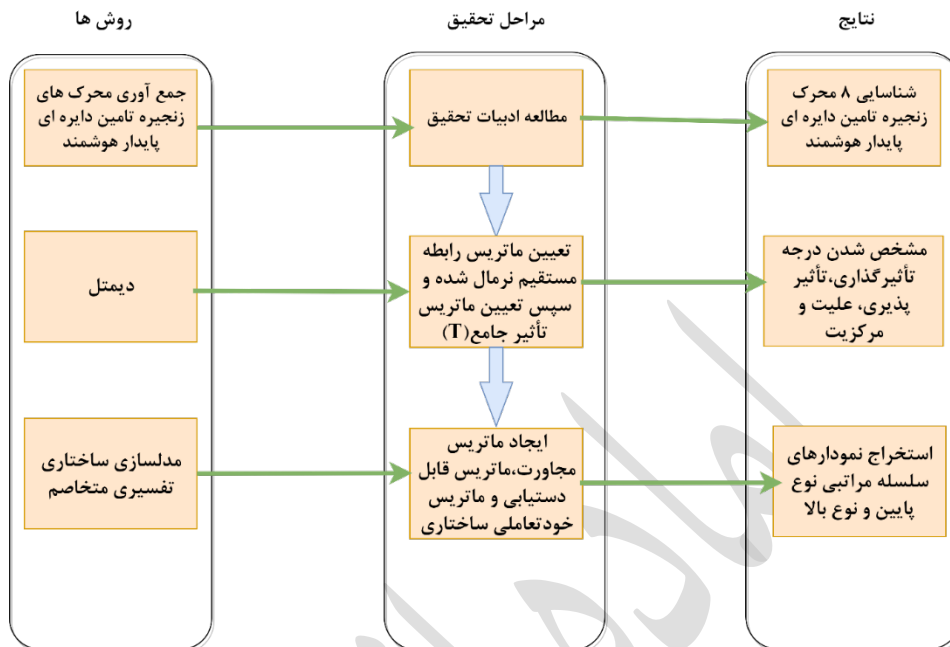 روش ها
مراحل تحقیق
نتایج
جمع آوری محرک های
زنجیره تامین دایره ای
پایدار هوشمند
مطالعه ادبیات تحقیق
شناسایی ۸ محرک
زنجیره تامین دایره ای
پایدار هوشمند
دیمتل
تعیین ماتریس رابطه
مستقیم نرمال شده و
سپس تعیین ماتریس
تأثیر جامع(T)
مشخص شدن درجه
تأثیرگذاری،تأثیر
پذیری، علیت و
مرکزیت
مدلسازی ساختاری
تفسیری متخاصم
ایجاد ماتریس
مجاورت،ماتریس قابل
دستیابی و ماتریس
خودتعاملی ساختاری
استخراج نمودارهای
سلسله مراتبی نوع
پایین و نوع بالا